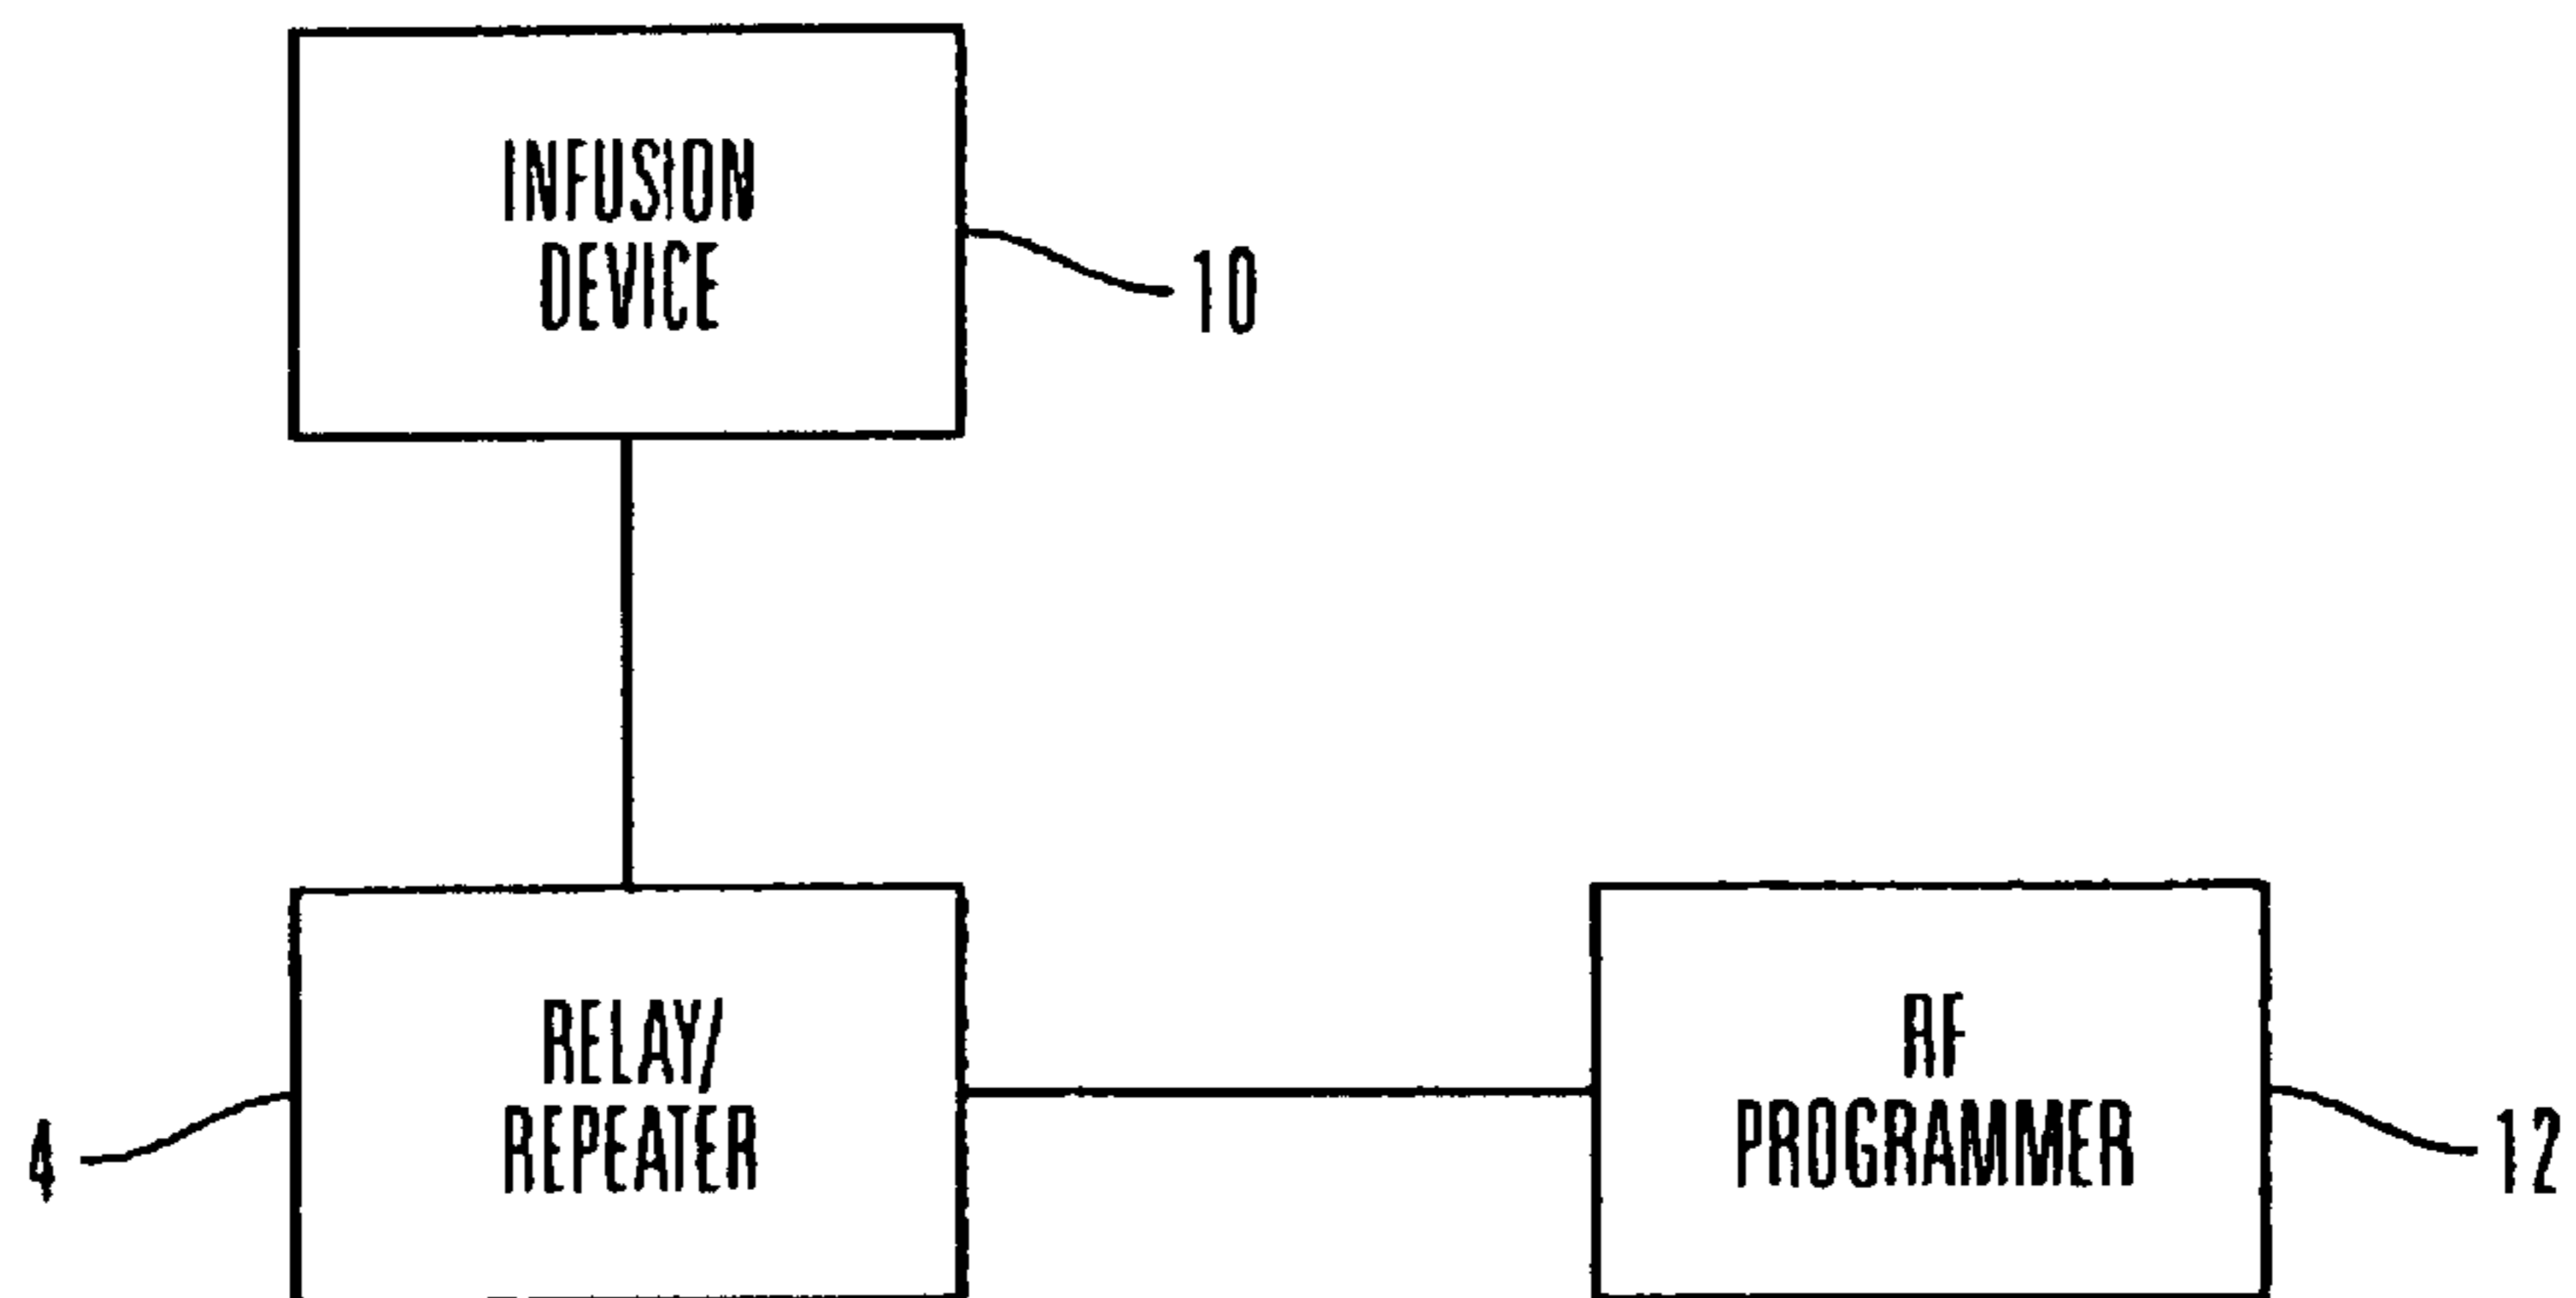 INFUSION
DEVICE
10
RELAY/
REPEATER
4
RF
PROGRAMMER
12